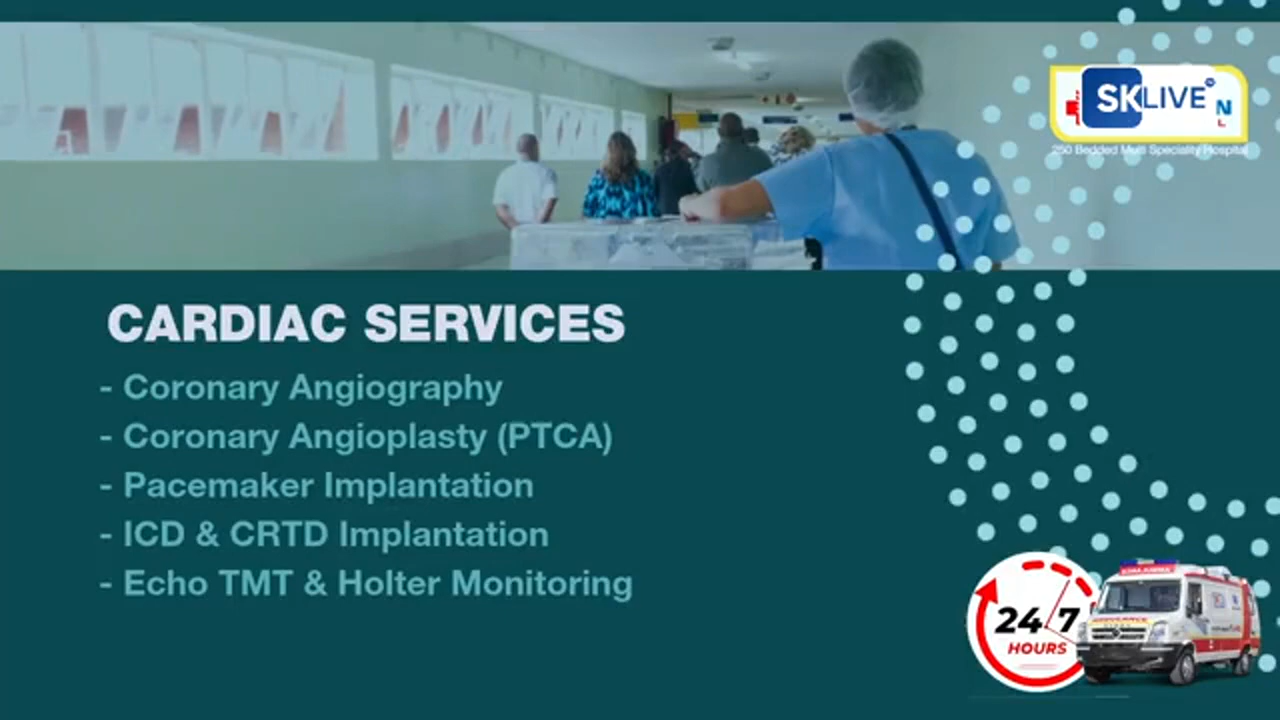 SKLIVE
N
L
250 Bedded Multi Speciality Hospital
CARDIAC SERVICES
- Coronary Angiography
- Coronary Angioplasty (PTCA)
- Pacemaker Implantation
- ICD & CRTD Implantation
- Echo TMT & Holter Monitoring
24/7
HOURS
AMBULANCE